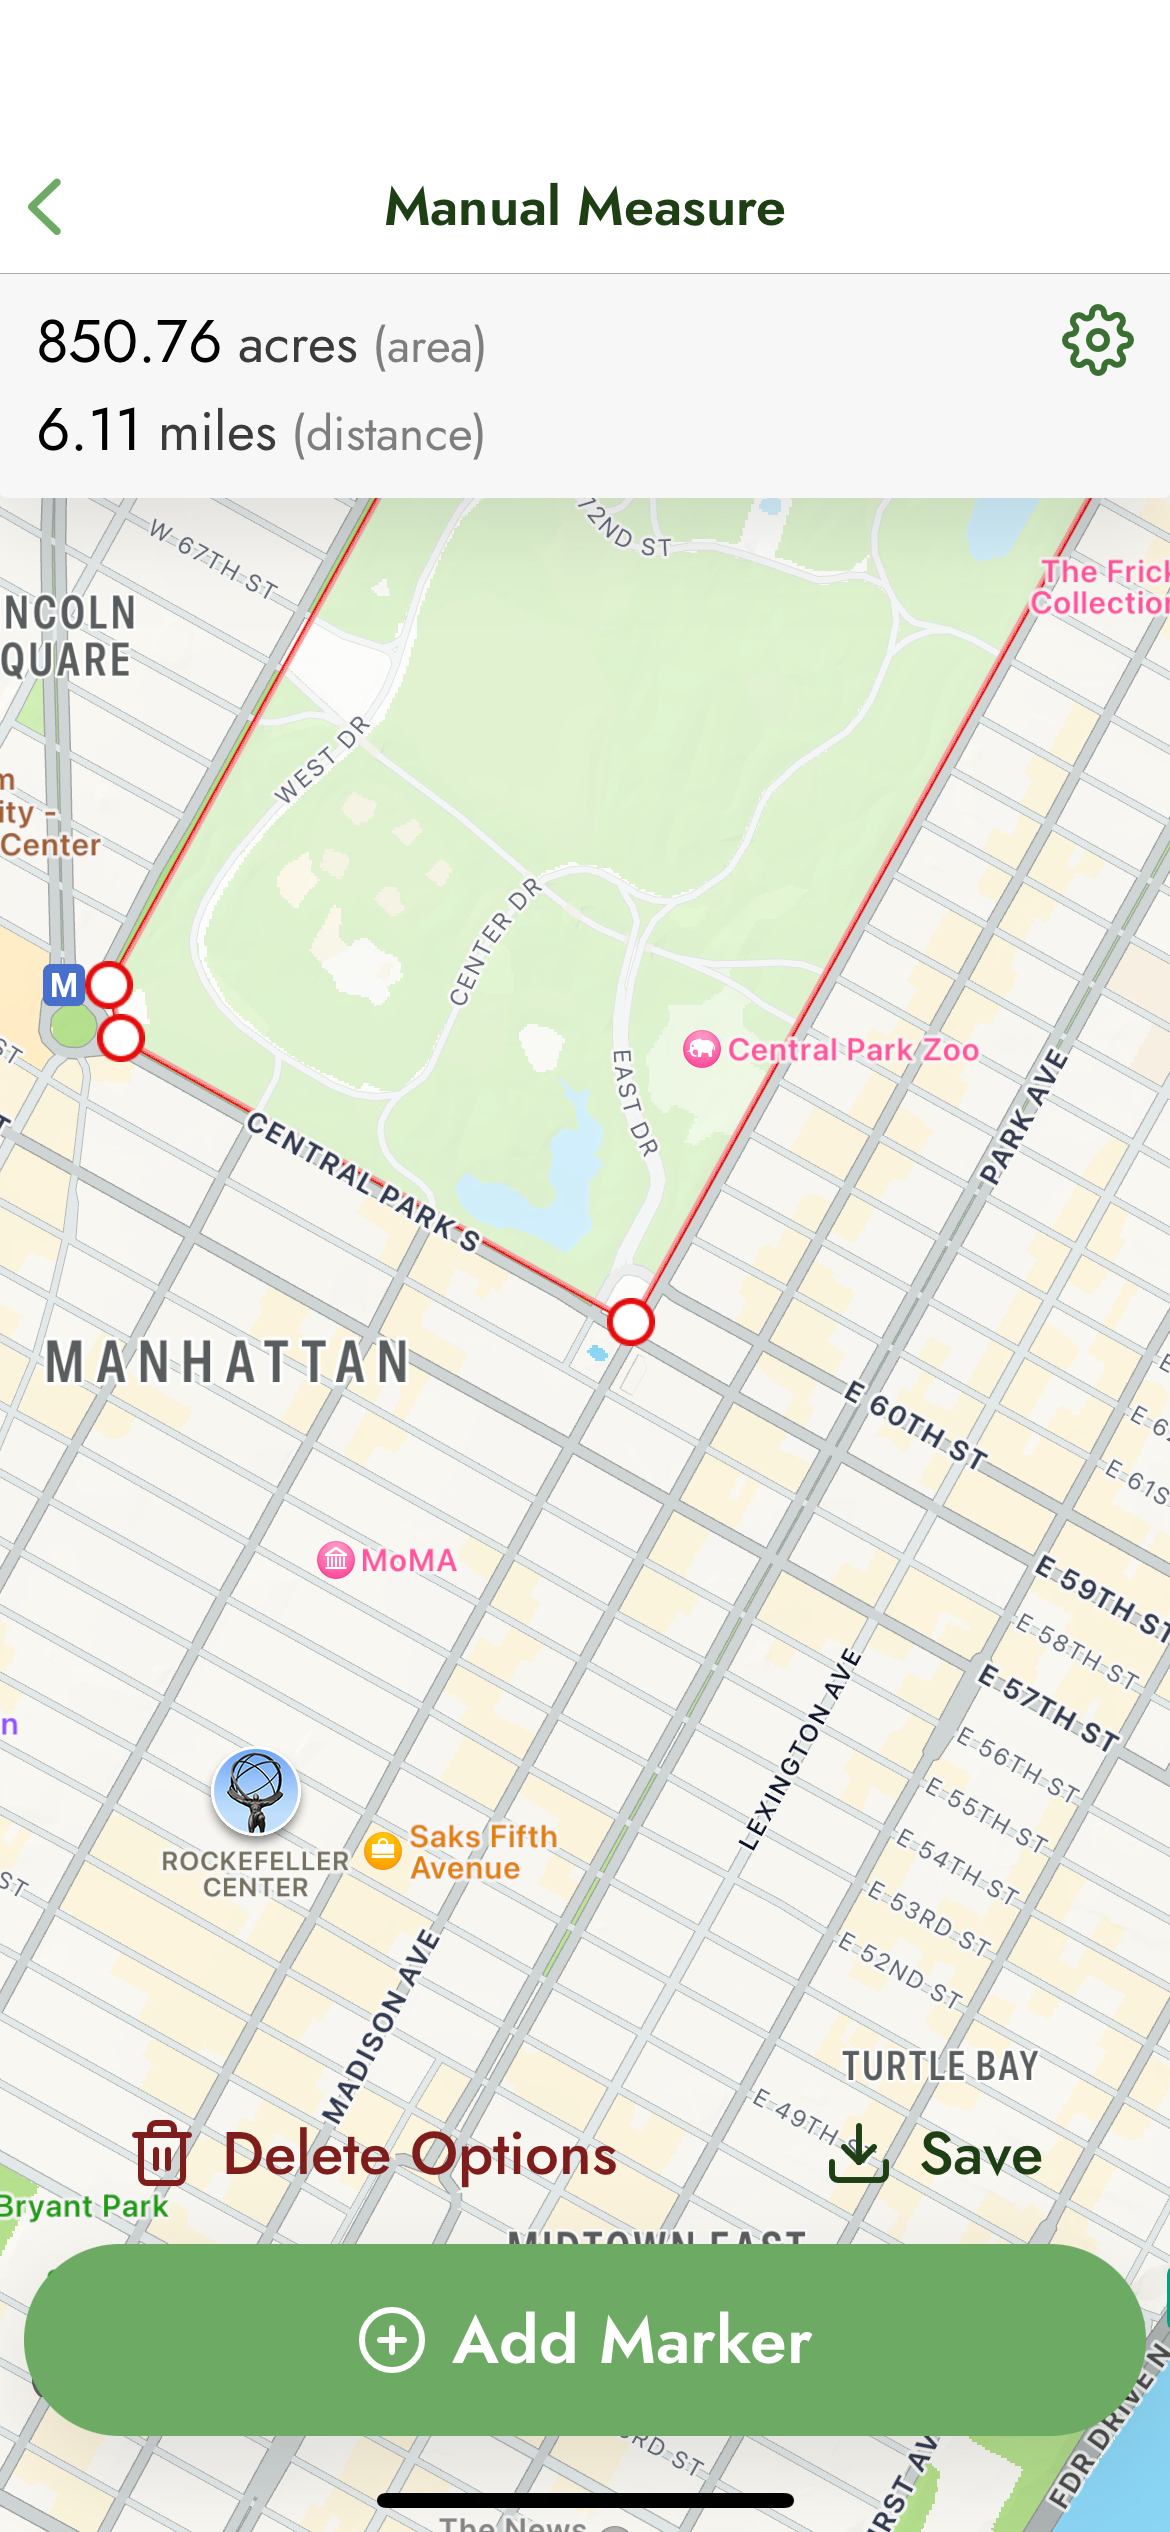 Manual Measure
850.76 acres (area)
6.11 miles (distance)
72ND ST
W 67TH ST
The Frick
Collection
NCOLN
QUARE
WEST DR
Center
CENTER DR
M
Central Park Zoo
EAST DR
PARK AVE
CENTRAL PARK S
MANHATTAN
E 60TH ST
E 61S
MoMA
E 59TH ST
E 58TH ST
E 57TH ST
LEXINGTON AVE
E 56TH ST
E 55TH ST
E 54TH ST
E 53RD ST
E 52ND ST
Saks Fifth
Avenue
ROCKEFELLER
CENTER
MADISON AVE
TURTLE BAY
E 49TH S
Delete Options
Save
Bryant Park
MIDTOWN EAST
Add Marker
FDR DRIVE N
RD ST
The News